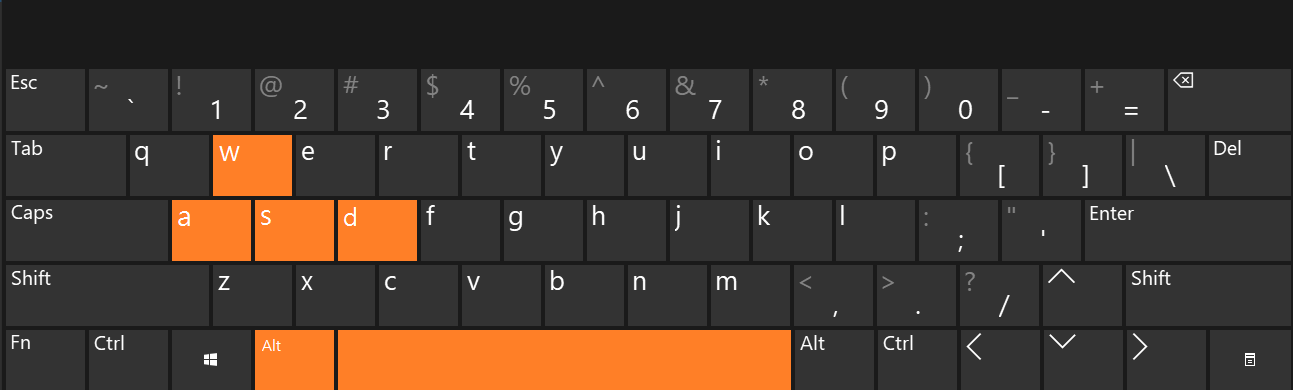 Esc ~ ` ! 1 @ 2 # 3 $ 4 % 5 ^ 6 & 7 * 8 ( 9 ) 0 _ - + =
Tab q w e r t y u i o p { [ } ] | \ Del
Caps a s d f g h j k l : ; " ' Enter
Shift z x c v b n m < , > . ? / Shift
Fn Ctrl Alt Alt Ctrl